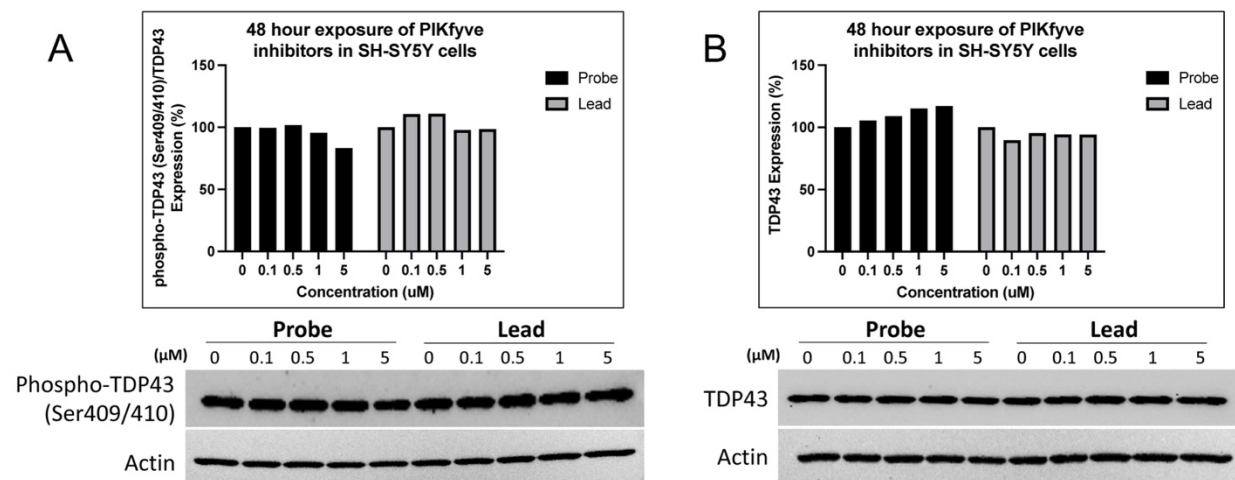 A
48 hour exposure of PIKfyve
inhibitors in SH-SY5Y cells
phospho-TDP43 (Ser409/410)/TDP43
Expression (%)
150
100
50
0
0 0.1 0.5 1 5 0 0.1 0.5 1 5
Concentration (uM)
Probe
Lead
Probe Lead
(μM) 0 0.1 0.5 1 5 0 0.1 0.5 1 5
Phospho-TDP43
(Ser409/410)
Actin
B
48 hour exposure of PIKfyve
inhibitors in SH-SY5Y cells
TDP43 Expression (%)
150
100
50
0
0 0.1 0.5 1 5 0 0.1 0.5 1 5
Concentration (uM)
Probe
Lead
Probe Lead
(μM) 0 0.1 0.5 1 5 0 0.1 0.5 1 5
TDP43
Actin